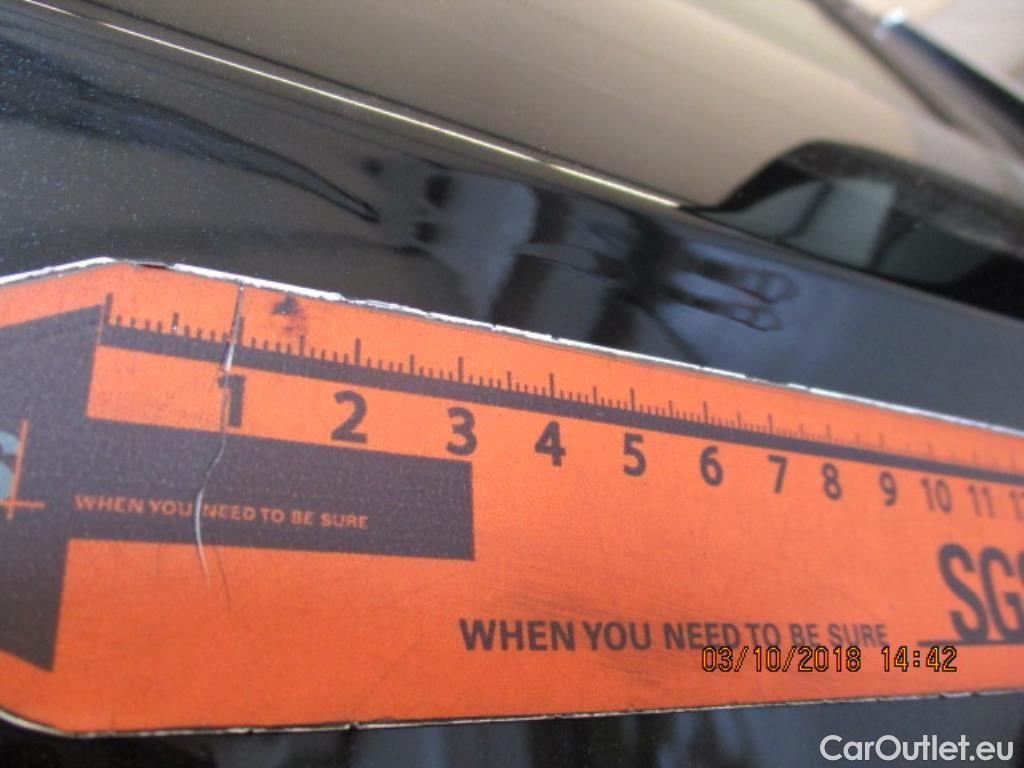 1 2 3 4 5 6 7 8 9 10 11
WHEN YOU NEED TO BE SURE
SGS
WHEN YOU NEED TO BE SURE
03/10/2018 14:42
CarOutlet.eu